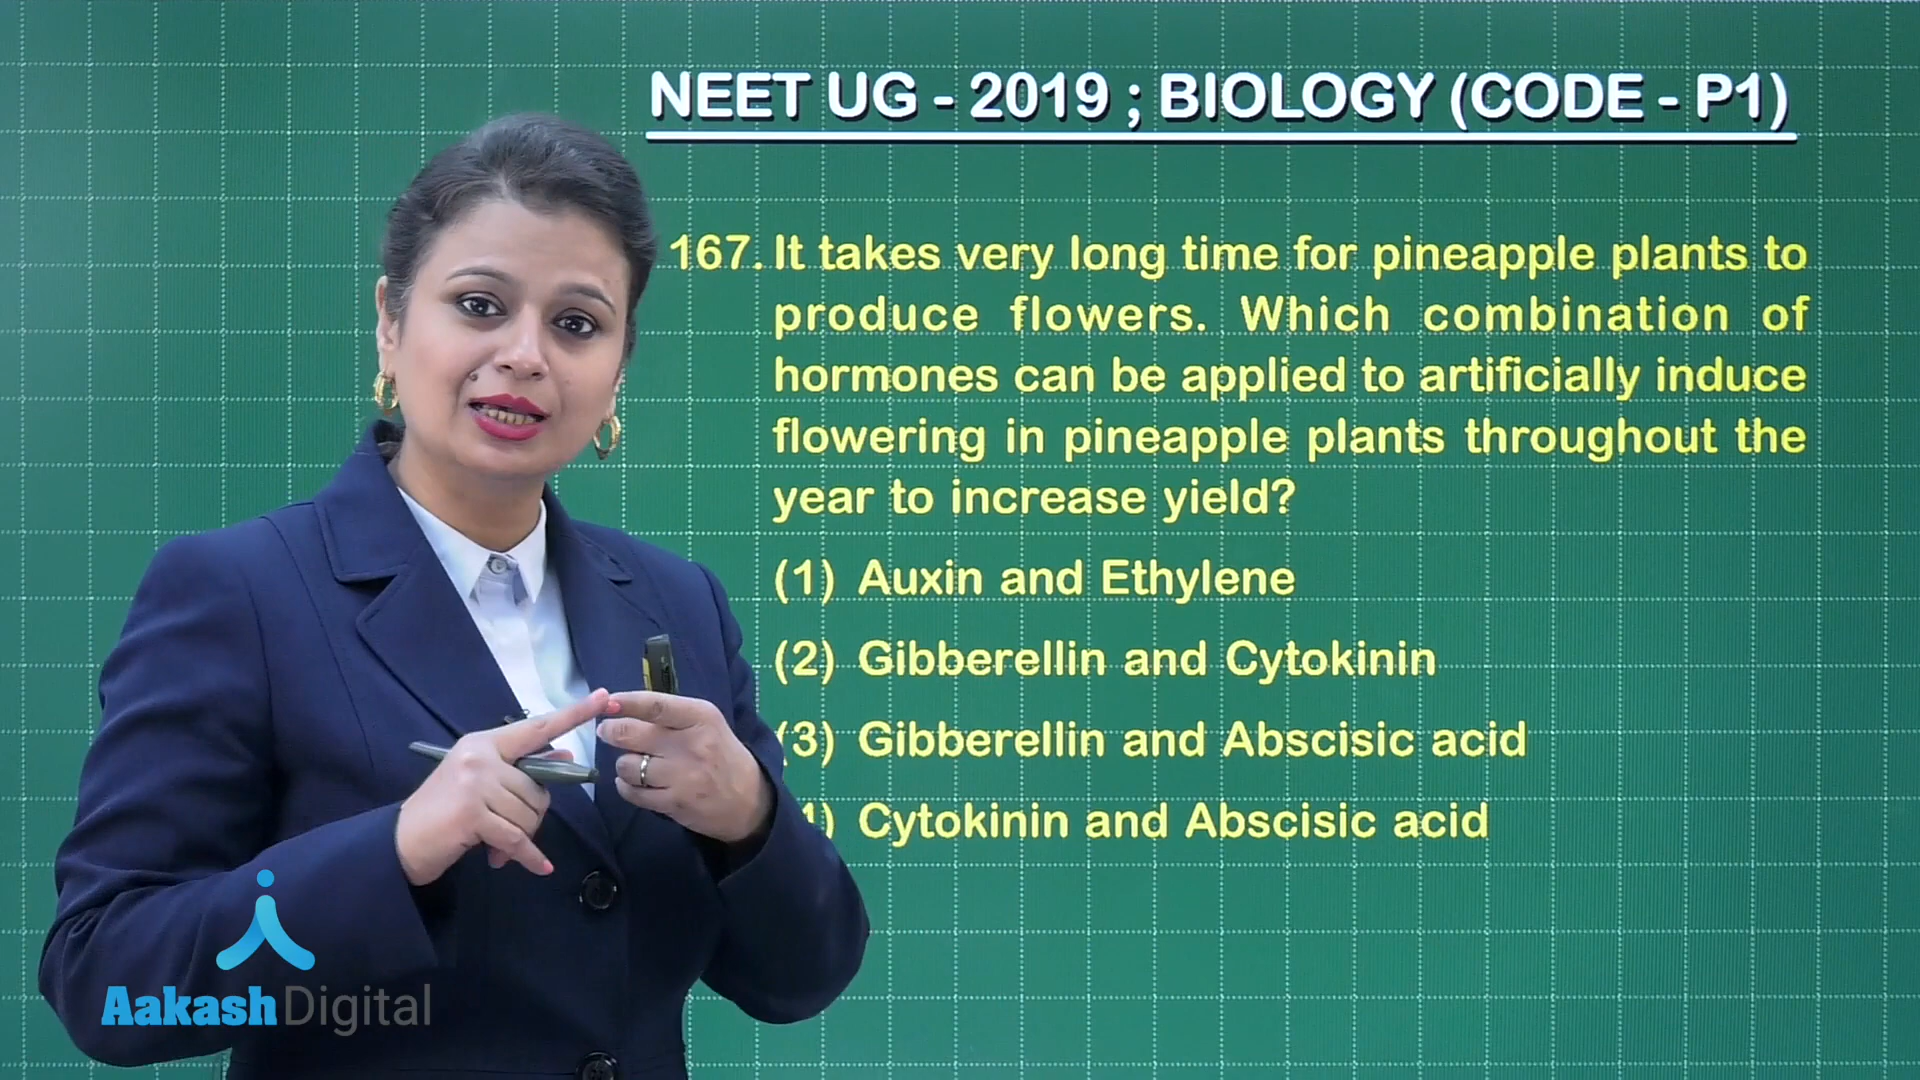 NEET UG - 2019 ; BIOLOGY (CODE - P1)
167. It takes very long time for pineapple plants to
produce flowers. Which combination of
hormones can be applied to artificially induce
flowering in pineapple plants throughout the
year to increase yield?
(1) Auxin and Ethylene
(2) Gibberellin and Cytokinin
(3) Gibberellin and Abscisic acid
4) Cytokinin and Abscisic acid
Aakash Digital